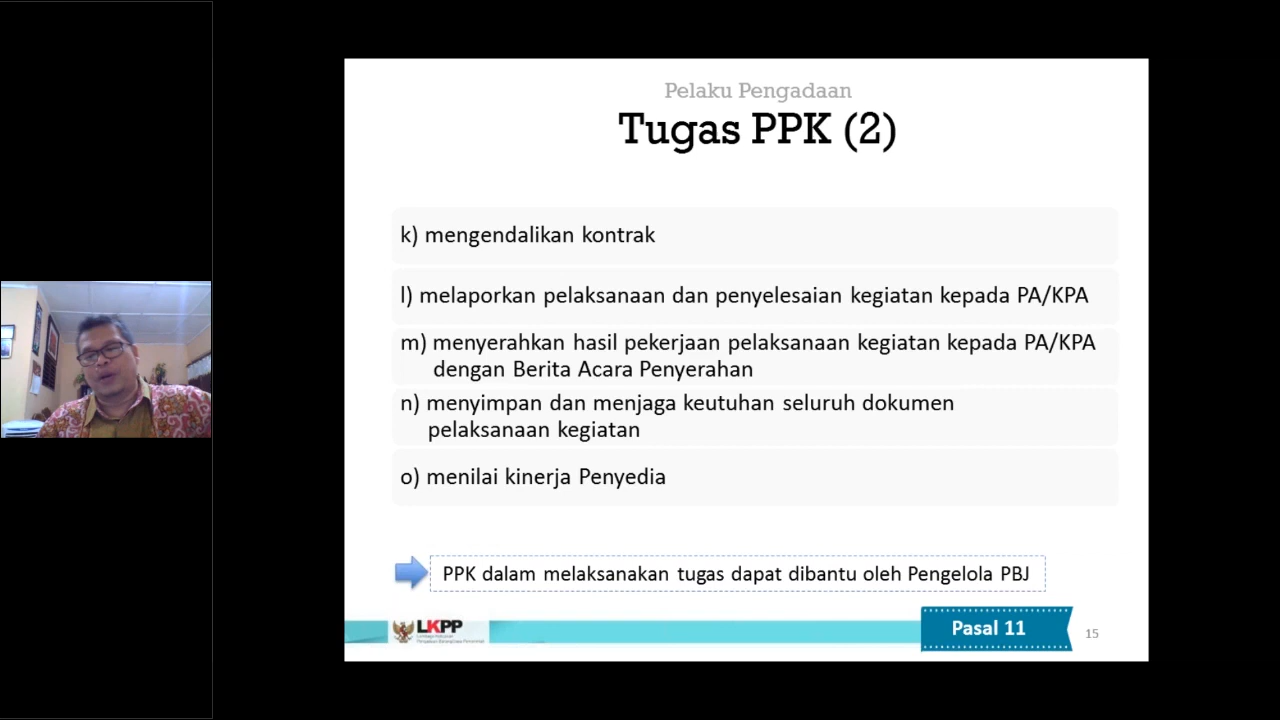 Pelaku Pengadaan
Tugas PPK (2)
k) mengendalikan kontrak
l) melaporkan pelaksanaan dan penyelesaian kegiatan kepada PA/KPA
m) menyerahkan hasil pekerjaan pelaksanaan kegiatan kepada PA/KPA
dengan Berita Acara Penyerahan
n) menyimpan dan menjaga keutuhan seluruh dokumen
pelaksanaan kegiatan
o) menilai kinerja Penyedia
PPK dalam melaksanakan tugas dapat dibantu oleh Pengelola PBJ
LKPP
Pasal 11
15